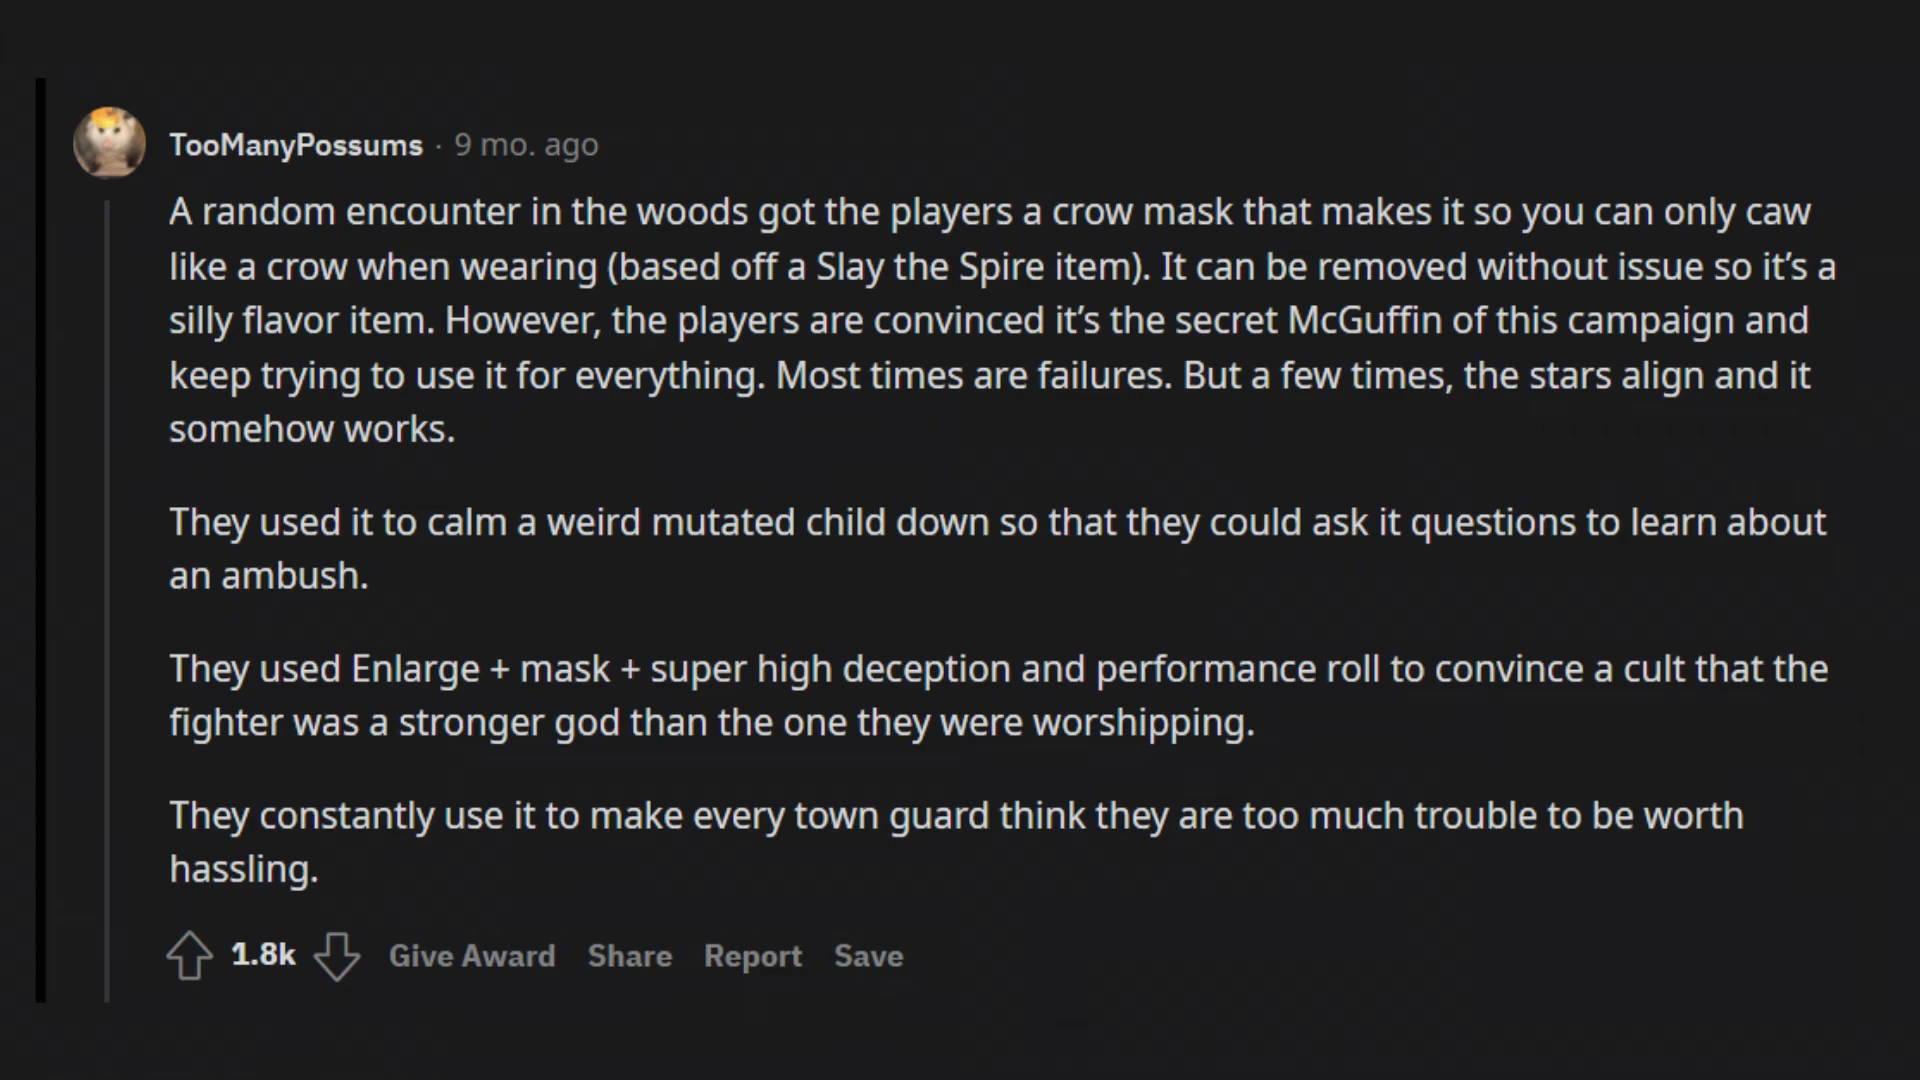 TooManyPossums · 9 mo. ago
A random encounter in the woods got the players a crow mask that makes it so you can only caw
like a crow when wearing (based off a Slay the Spire item). It can be removed without issue so it’s a
silly flavor item. However, the players are convinced it’s the secret McGuffin of this campaign and
keep trying to use it for everything. Most times are failures. But a few times, the stars align and it
somehow works.
They used it to calm a weird mutated child down so that they could ask it questions to learn about
an ambush.
They used Enlarge + mask + super high deception and performance roll to convince a cult that the
fighter was a stronger god than the one they were worshipping.
They constantly use it to make every town guard think they are too much trouble to be worth
hassling.
1.8k Give Award Share Report Save